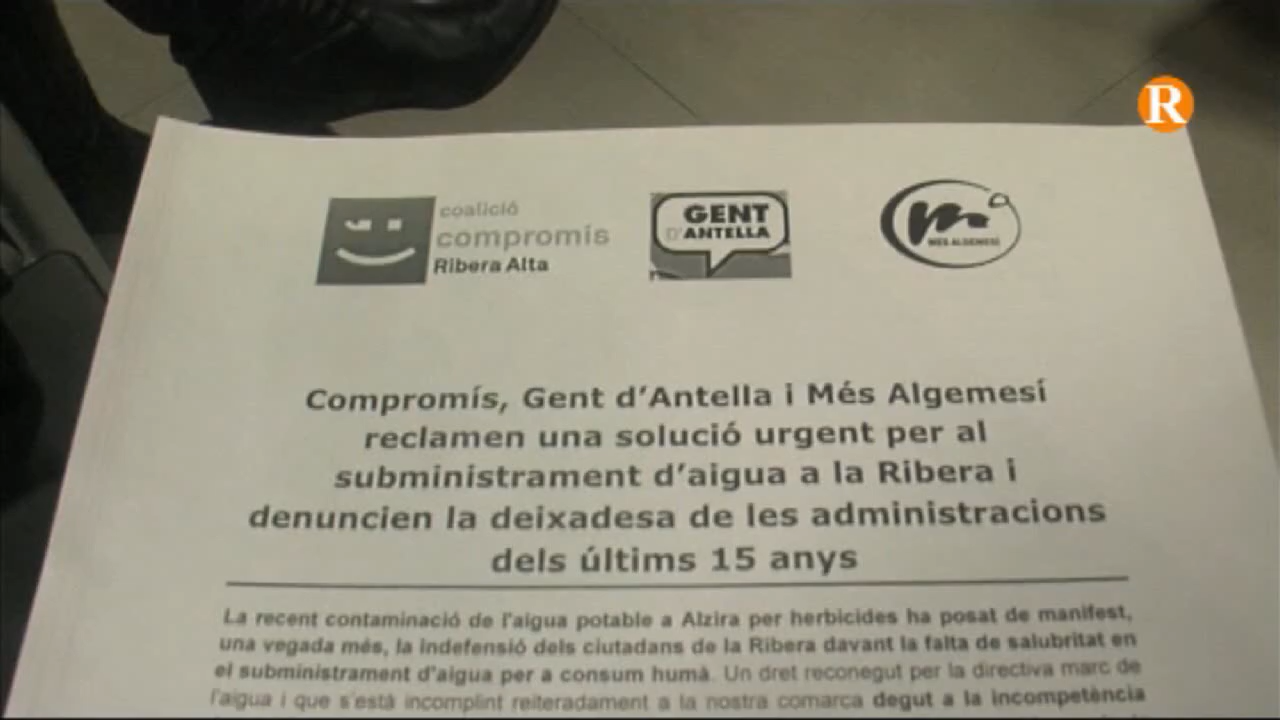 R
coalició
compromís
Ribera Alta
GENT
D'ANTELLA
m
MÉS ALGEMESÍ
Compromís, Gent d'Antella i Més Algemesí
reclamen una solució urgent per al
subministrament d'aigua a la Ribera i
denuncien la deixadesa de les administracions
dels últims 15 anys
La recent contaminació de l'aigua potable a Alzira per herbicides ha posat de manifest,
una vegada més, la indefensió dels ciutadans de la Ribera davant la falta de salubritat en
el subministrament d'aigua per a consum humà. Un dret reconegut per la directiva marc de
l'aigua i que s'està incomplint reiteradament a la nostra comarca degut a la incompetència